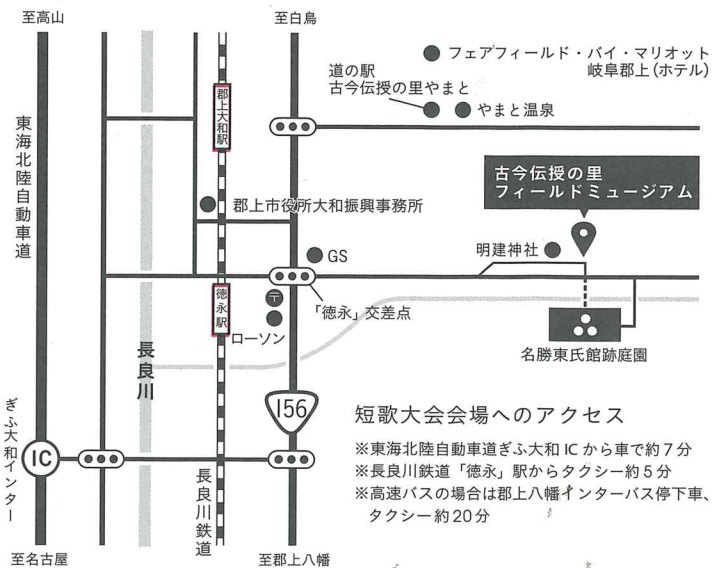 至高山
至白鳥
フェアフィールド・バイ・マリオット
岐阜郡上(ホテル)
道の駅
古今伝授の里やまと
やまと温泉
郡上大和駅
東海北陸自動車道
古今伝授の里
フィールドミュージアム
郡上市役所大和振興事務所
GS
明建神社
徳永駅
〒
「徳永」交差点
ローソン
名勝東氏館跡庭園
長良川
156
ぎふ大和インター
IC
長良川鉄道
短歌大会会場へのアクセス
※東海北陸自動車道ぎふ大和ICから車で約7分
※長良川鉄道「徳永」駅からタクシー約5分
※高速バスの場合は郡上八幡インターバス停下車、
タクシー約20分
至名古屋
至郡上八幡